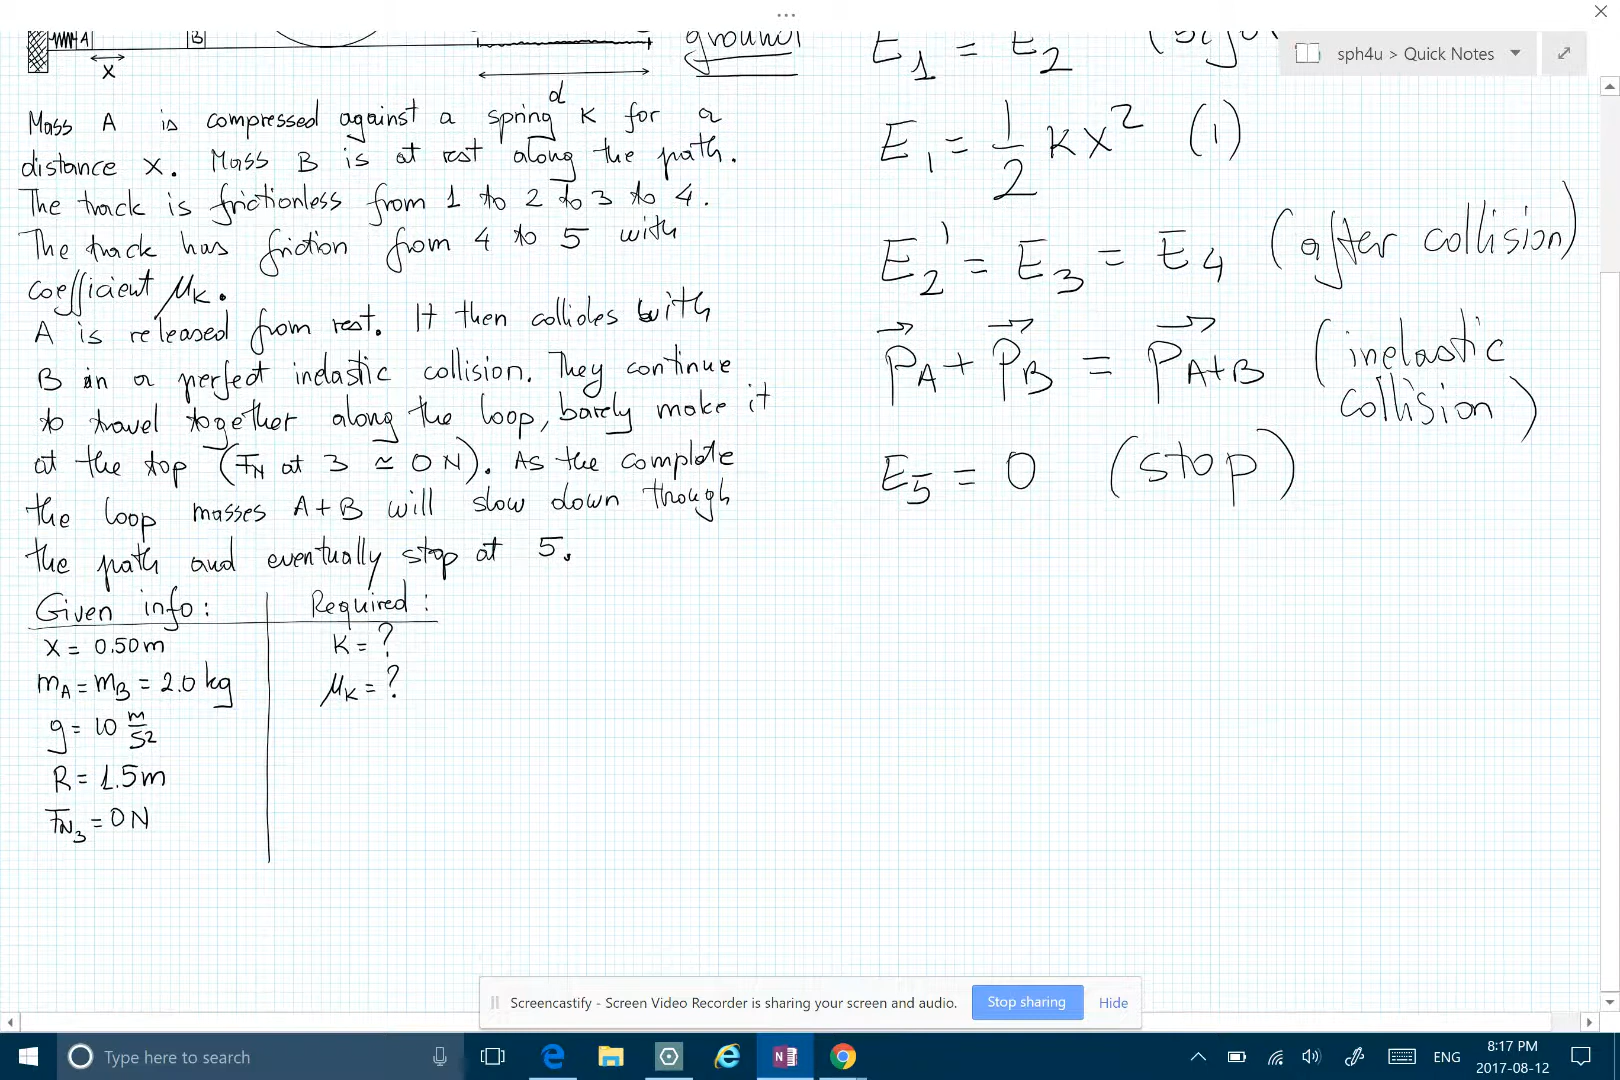 A
B
x
d
ground
Mass A is compressed against a spring K for a
distance x. Mass B is at rest along the path.
The track is frictionless from 1 to 2 to 3 to 4.
The track has friction from 4 to 5 with
coefficient μK.
A is released from rest. It then collides with
B in a perfect inelastic collision. They continue
to travel together along the loop, barely make it
at the top (FN at 3 ≃ 0 N). As the complete
the loop masses A+B will slow down though
the path and eventually stop at 5.
Given info:
x = 0.50 m
mA = mB = 2.0 kg
g = 10 m/s2
R = 1.5 m
FN3 = 0 N
Required:
K = ?
μK = ?
E1 = E2
E1 = 1/2 K x² (1)
E2' = E3 = E4 (after collision)
→PA + →PB = →PA+B (inelastic
collision)
E5 = 0 (stop)
sph4u > Quick Notes
Screencastify - Screen Video Recorder is sharing your screen and audio.
Stop sharing
Hide
Type here to search
ENG
8:17 PM
2017-08-12